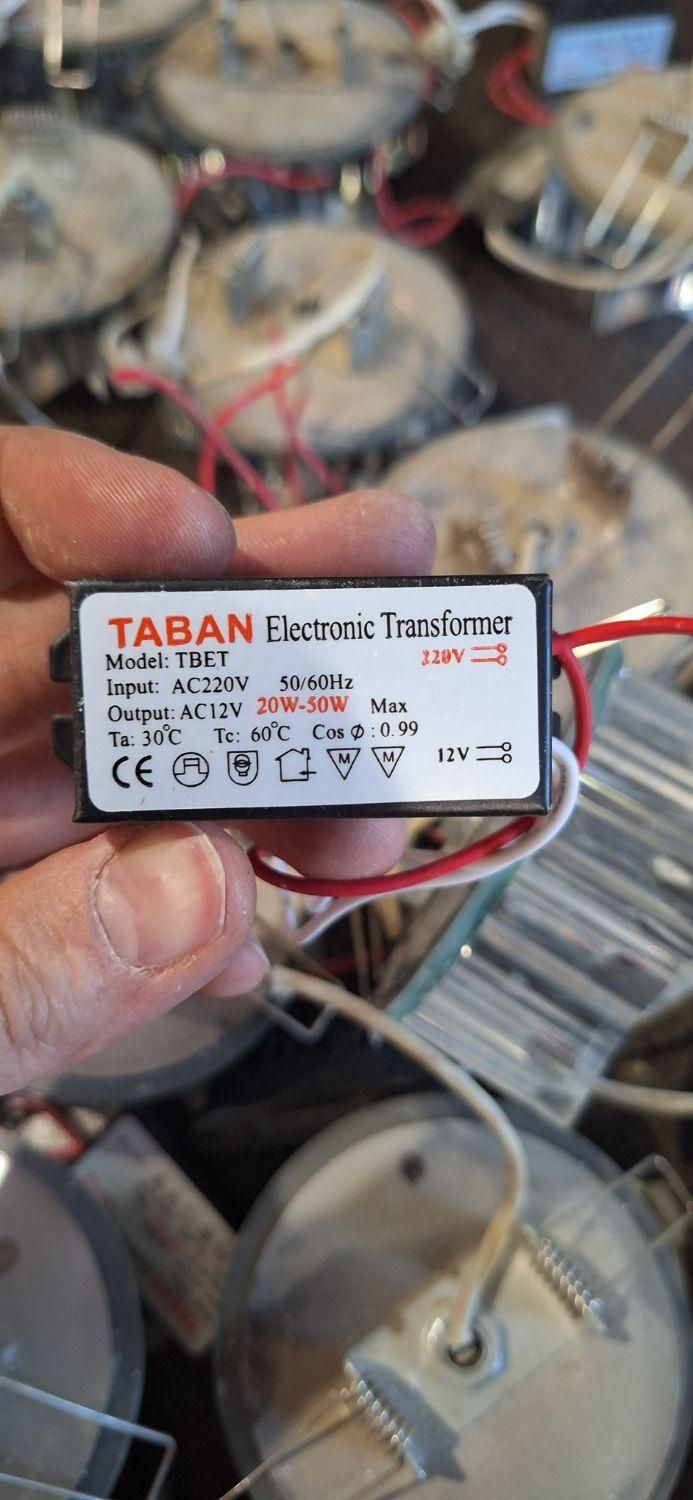 TABAN Electronic Transformer
Model: TBET 220V
Input: AC220V 50/60Hz
Output: AC12V 20W-50W Max
Ta: 30°C Tc: 60°C Cos Φ : 0.99
CE M M 12V
TABAN